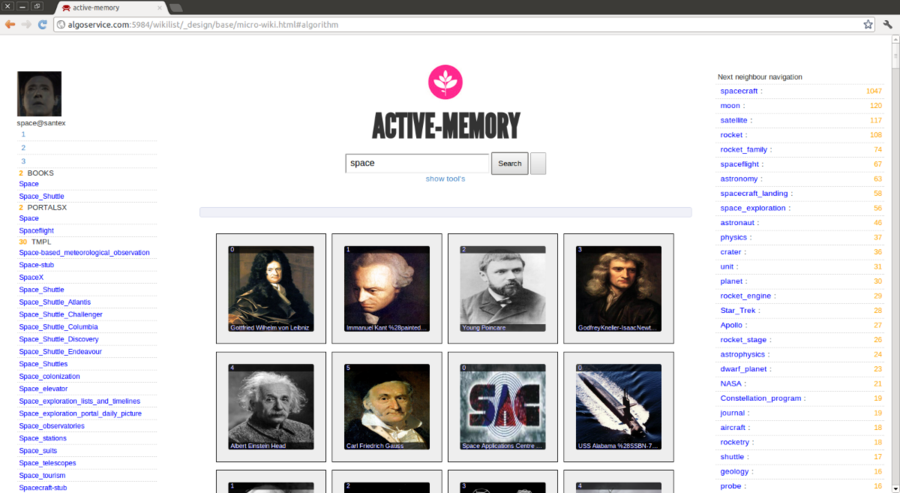 active-memory
algoservice.com:5984/wikilist/_design/base/micro-wiki.html#algorithm
space@santex
1
2
3
2 BOOKS
Space
Space_Shuttle
2 PORTALSX
Space
Spaceflight
30 TMPL
Space-based_meteorological_observation
Space-stub
SpaceX
Space_Shuttle
Space_Shuttle_Atlantis
Space_Shuttle_Challenger
Space_Shuttle_Columbia
Space_Shuttle_Discovery
Space_Shuttle_Endeavour
Space_Shuttles
Space_colonization
Space_elevator
Space_exploration_lists_and_timelines
Space_exploration_portal_daily_picture
Space_observatories
Space_stations
Space_suits
Space_telescopes
Space_tourism
Spacecraft-stub
ACTIVE-MEMORY
space Search
show tool's
0
Gottfried Wilhelm von Leibniz
1
Immanuel Kant %28painted...
2
Young Poincare
3
GodfreyKneller-IsaacNewt...
4
Albert Einstein Head
5
Carl Friedrich Gauss
0
SAC
Space Applications Centre ...
0
USS Alabama %28SSBN-7...
1
2
3
4
Next neighbour navigation
spacecraft : 1047
moon : 120
satellite : 117
rocket : 108
rocket_family : 74
spaceflight : 67
astronomy : 63
spacecraft_landing : 58
space_exploration : 56
astronaut : 46
physics : 37
crater : 36
unit : 31
planet : 30
rocket_engine : 29
Star_Trek : 28
Apollo : 27
rocket_stage : 26
astrophysics : 24
dwarf_planet : 23
NASA : 21
Constellation_program : 19
journal : 19
aircraft : 18
rocketry : 18
shuttle : 17
geology : 16
probe : 16